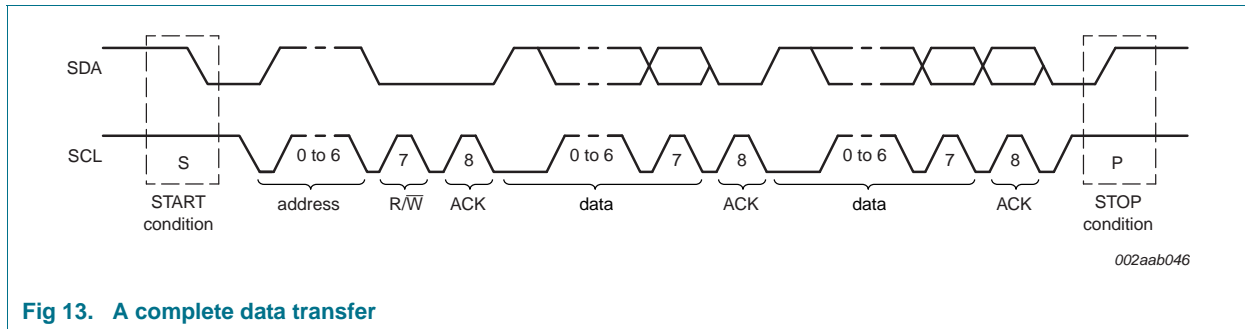 SDA
SCL
S 0 to 6 7 8 0 to 6 7 8 0 to 6 7 8 P
START condition
address
R/W̅
ACK
data
ACK
data
ACK
STOP condition
002aab046
Fig 13. A complete data transfer